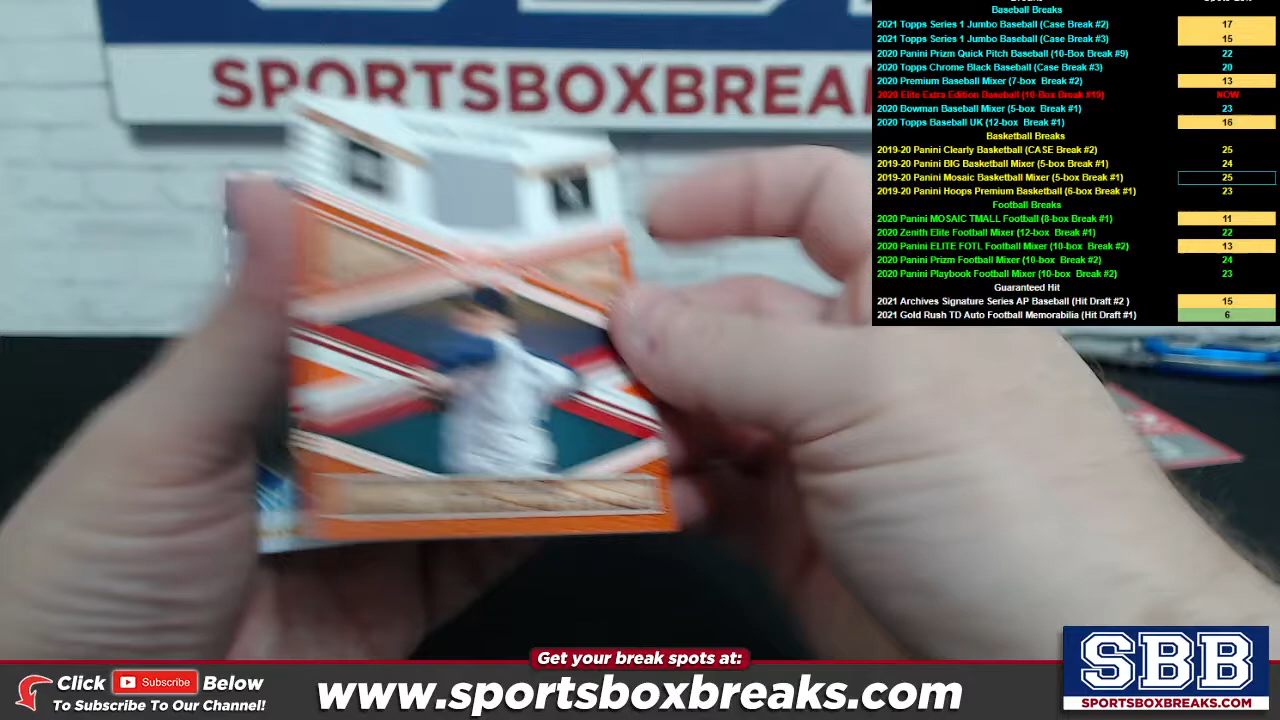 SPORTSBOXBREA
Baseball Breaks
2021 Topps Series 1 Jumbo Baseball (Case Break #2) 17
2021 Topps Series 1 Jumbo Baseball (Case Break #3) 15
2020 Panini Prizm Quick Pitch Baseball (10-Box Break #9) 22
2020 Topps Chrome Black Baseball (Case Break #3) 20
2020 Premium Baseball Mixer (7-box Break #2) 13
2020 Elite Extra Edition Baseball (10-Box Break #19) NOW
2020 Bowman Baseball Mixer (5-box Break #1) 23
2020 Topps Baseball UK (12-box Break #1) 16
Basketball Breaks
2019-20 Panini Clearly Basketball (CASE Break #2) 25
2019-20 Panini BIG Basketball Mixer (5-box Break #1) 24
2019-20 Panini Mosaic Basketball Mixer (5-box Break #1) 25
2019-20 Panini Hoops Premium Basketball (6-box Break #1) 23
Football Breaks
2020 Panini MOSAIC TMALL Football (8-box Break #1) 11
2020 Zenith Elite Football Mixer (12-box Break #1) 22
2020 Panini ELITE FOTL Football Mixer (10-box Break #2) 13
2020 Panini Prizm Football Mixer (10-box Break #2) 24
2020 Panini Playbook Football Mixer (10-box Break #2) 23
Guaranteed Hit
2021 Archives Signature Series AP Baseball (Hit Draft #2 ) 15
2021 Gold Rush TD Auto Football Memorabilia (Hit Draft #1) 6
Get your break spots at:
Click Subscribe Below
To Subscribe To Our Channel!
www.sportsboxbreaks.com
SBB
SPORTSBOXBREAKS.COM